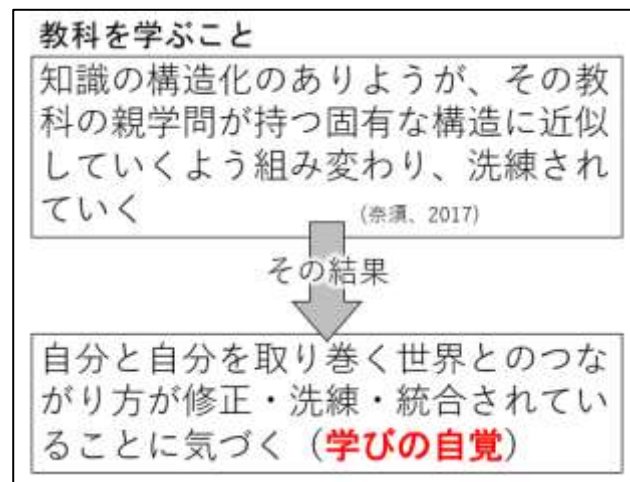 教科を学ぶこと
知識の構造化のありようが、その教
科の親学問が持つ固有な構造に近似
していくよう組み変わり、洗練され
ていく (奈須、2017)
その結果
自分と自分を取り巻く世界とのつな
がり方が修正・洗練・統合されてい
ることに気づく（学びの自覚）